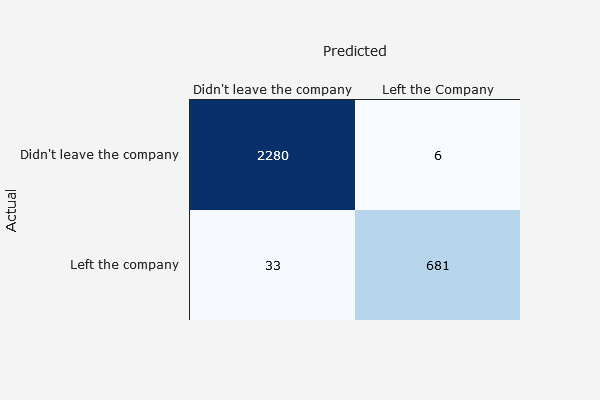 Predicted
Didn't leave the company Left the Company
Didn't leave the company 2280 6
Actual
Left the company 33 681